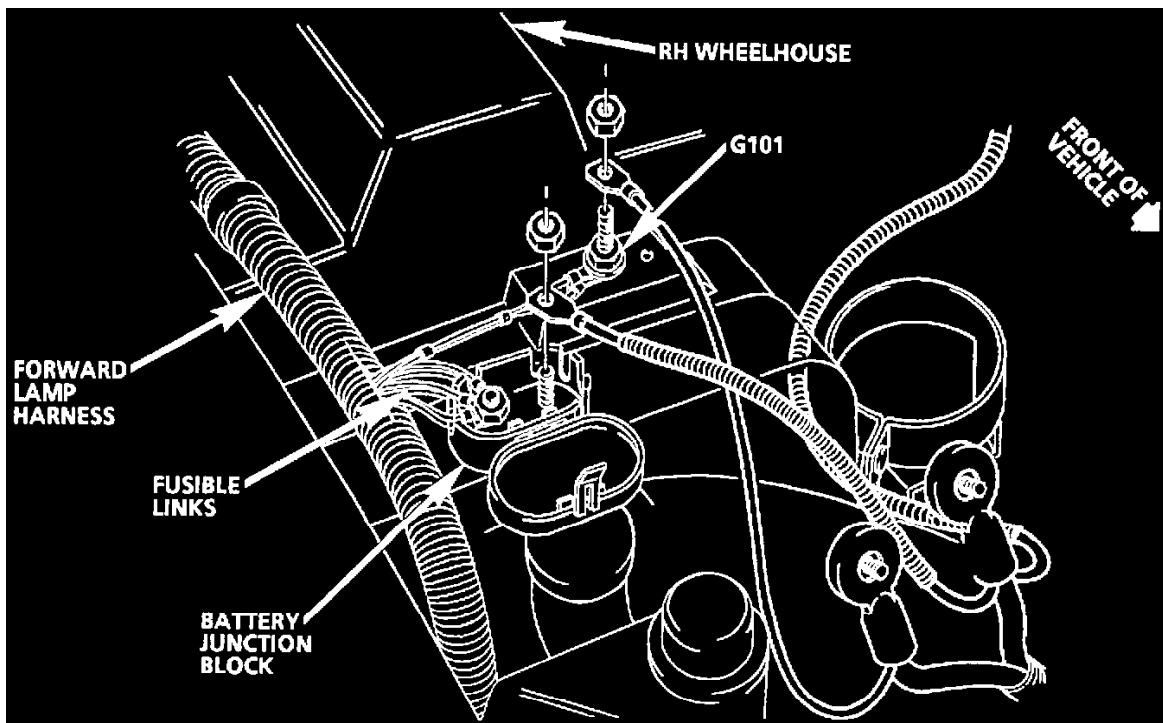 RH WHEELHOUSE
G101
FRONT OF
VEHICLE
FORWARD
LAMP
HARNESS
FUSIBLE
LINKS
BATTERY
JUNCTION
BLOCK